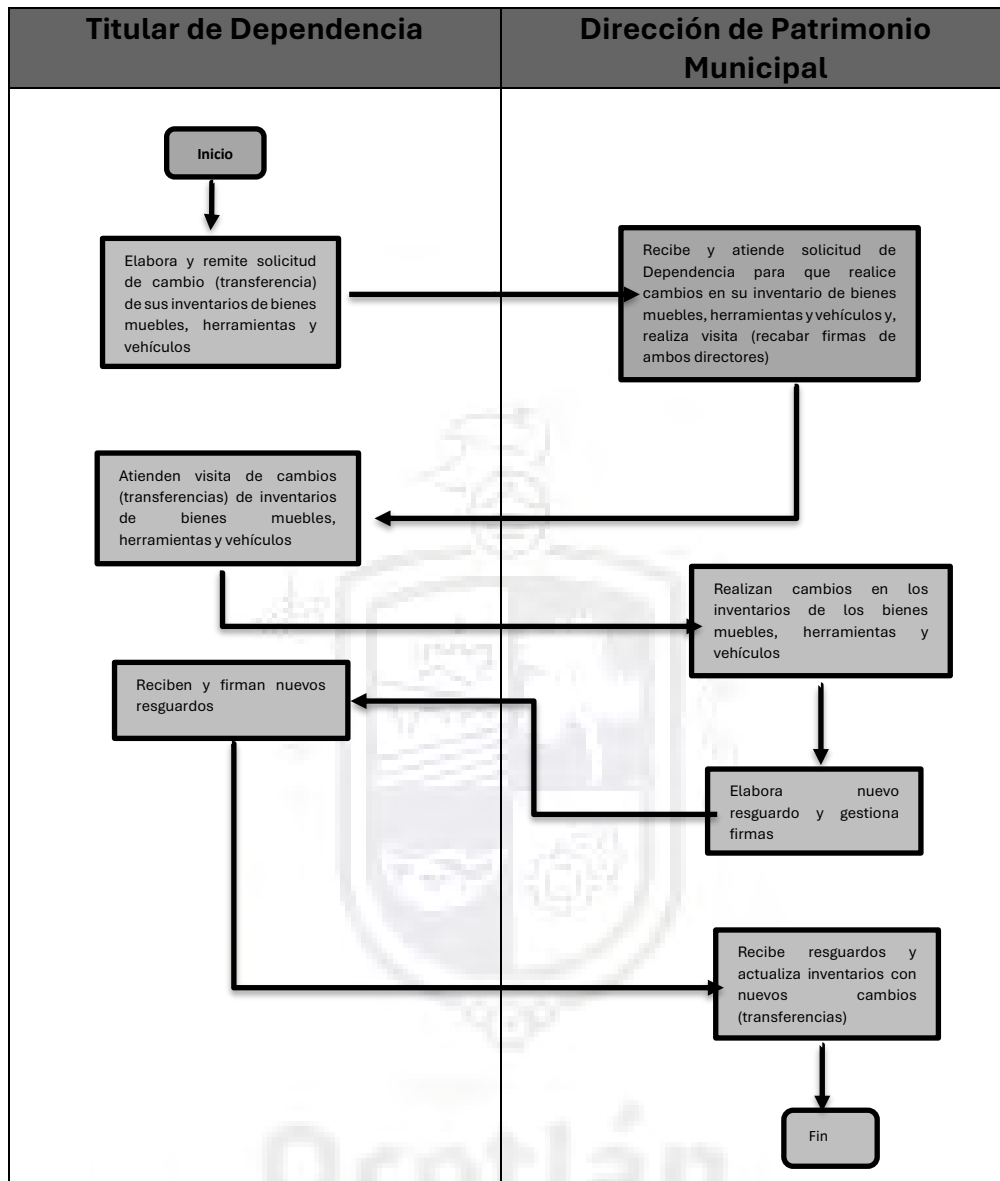 Titular de Dependencia
Dirección de Patrimonio
Municipal
Inicio
Elabora y remite solicitud
de cambio (transferencia)
de sus inventarios de bienes
muebles, herramientas y
vehículos
Recibe y atiende solicitud de
Dependencia para que realice
cambios en su inventario de bienes
muebles, herramientas y vehículos y,
realiza visita (recabar firmas de
ambos directores)
Atienden visita de cambios
(transferencias) de inventarios
de bienes muebles,
herramientas y vehículos
Realizan cambios en los
inventarios de los bienes
muebles, herramientas y
vehículos
Reciben y firman nuevos
resguardos
Elabora nuevo
resguardo y gestiona
firmas
Recibe resguardos y
actualiza inventarios con
nuevos cambios
(transferencias)
Fin
Ocotlán